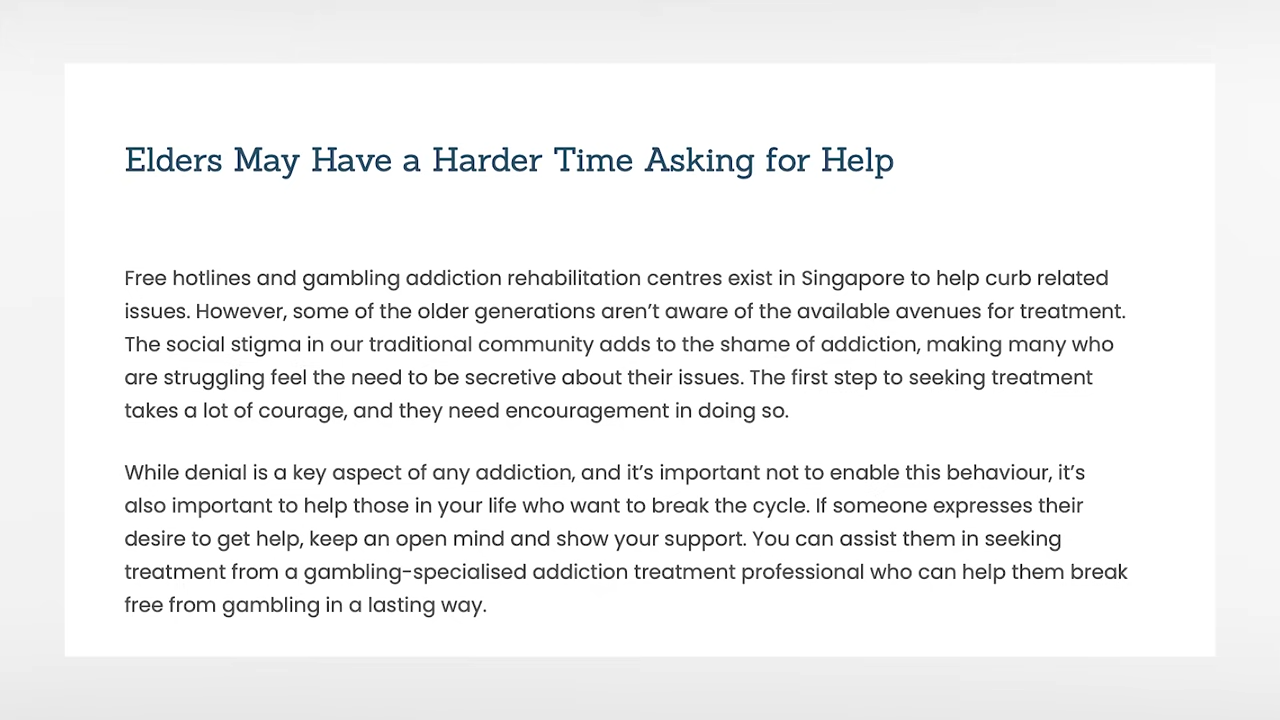 Elders May Have a Harder Time Asking for Help
Free hotlines and gambling addiction rehabilitation centres exist in Singapore to help curb related
issues. However, some of the older generations aren’t aware of the available avenues for treatment.
The social stigma in our traditional community adds to the shame of addiction, making many who
are struggling feel the need to be secretive about their issues. The first step to seeking treatment
takes a lot of courage, and they need encouragement in doing so.
While denial is a key aspect of any addiction, and it’s important not to enable this behaviour, it’s
also important to help those in your life who want to break the cycle. If someone expresses their
desire to get help, keep an open mind and show your support. You can assist them in seeking
treatment from a gambling-specialised addiction treatment professional who can help them break
free from gambling in a lasting way.